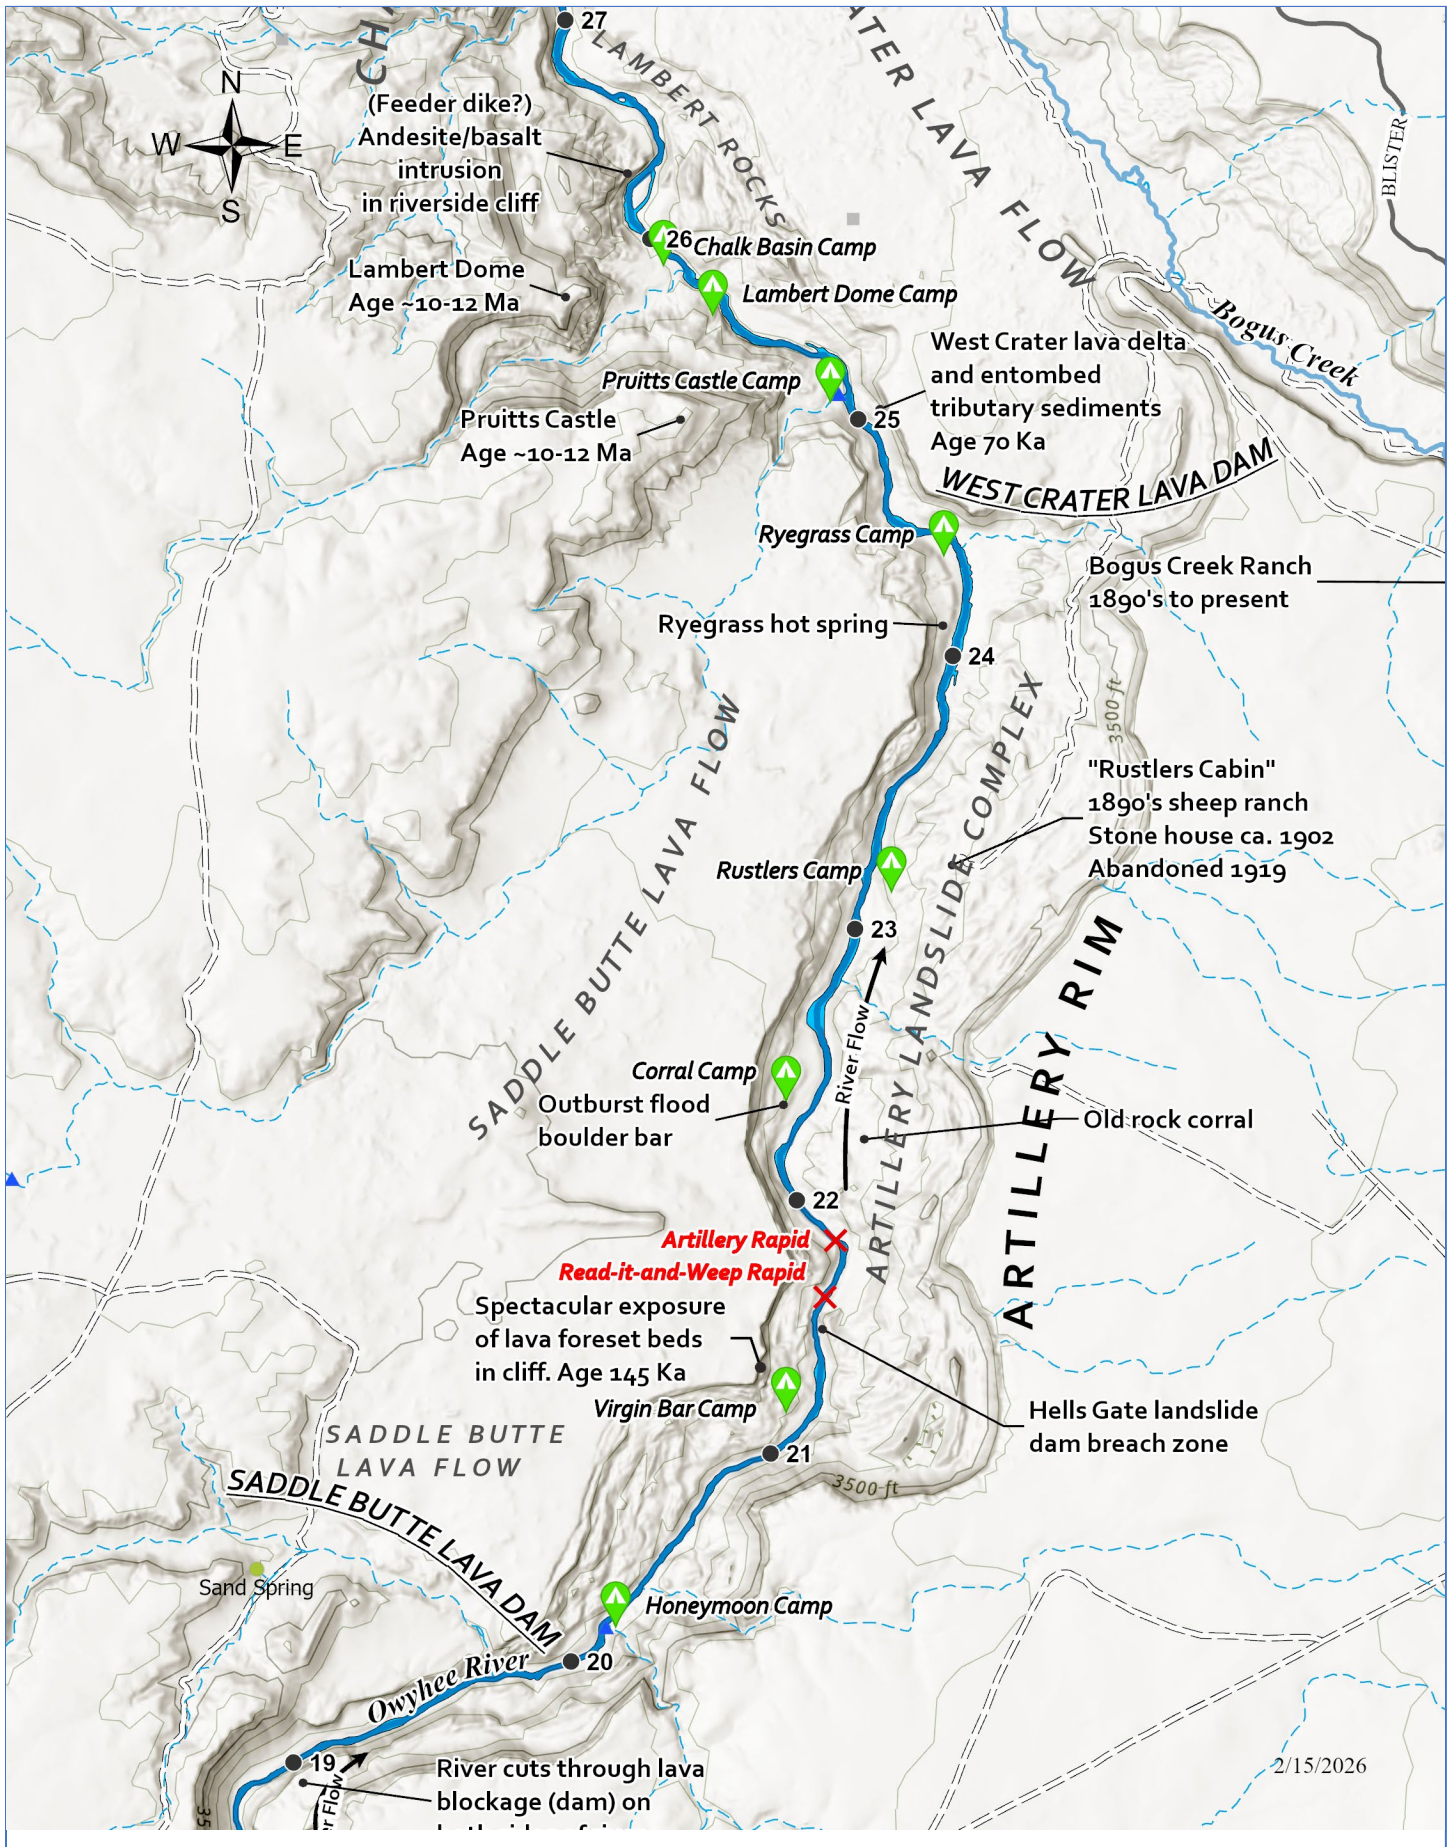 27
CH
LAMBERT ROCKS
ATER LAVA FLOW
BLISTER
N
W E
S
(Feeder dike?)
Andesite/basalt
intrusion
in riverside cliff
26
Chalk Basin Camp
Lambert Dome
Age ~10-12 Ma
Lambert Dome Camp
Bogus Creek
West Crater lava delta
and entombed
tributary sediments
Age 70 Ka
Pruitts Castle Camp
25
Pruitts Castle
Age ~10-12 Ma
WEST CRATER LAVA DAM
Ryegrass Camp
Bogus Creek Ranch
1890's to present
Ryegrass hot spring
24
3500 ft
SADDLE BUTTE LAVA FLOW
ARTILLERY LANDSLIDE COMPLEX
"Rustlers Cabin"
1890's sheep ranch
Stone house ca. 1902
Abandoned 1919
Rustlers Camp
23
ARTILLERY RIM
River Flow
Corral Camp
Outburst flood
boulder bar
Old rock corral
22
Artillery Rapid
Read-it-and-Weep Rapid
Spectacular exposure
of lava foreset beds
in cliff. Age 145 Ka
Virgin Bar Camp
Hells Gate landslide
dam breach zone
21
3500 ft
SADDLE BUTTE
LAVA FLOW
SADDLE BUTTE LAVA DAM
Sand Spring
Honeymoon Camp
20
Owyhee River
19
er Flow
35
River cuts through lava
blockage (dam) on
2/15/2026